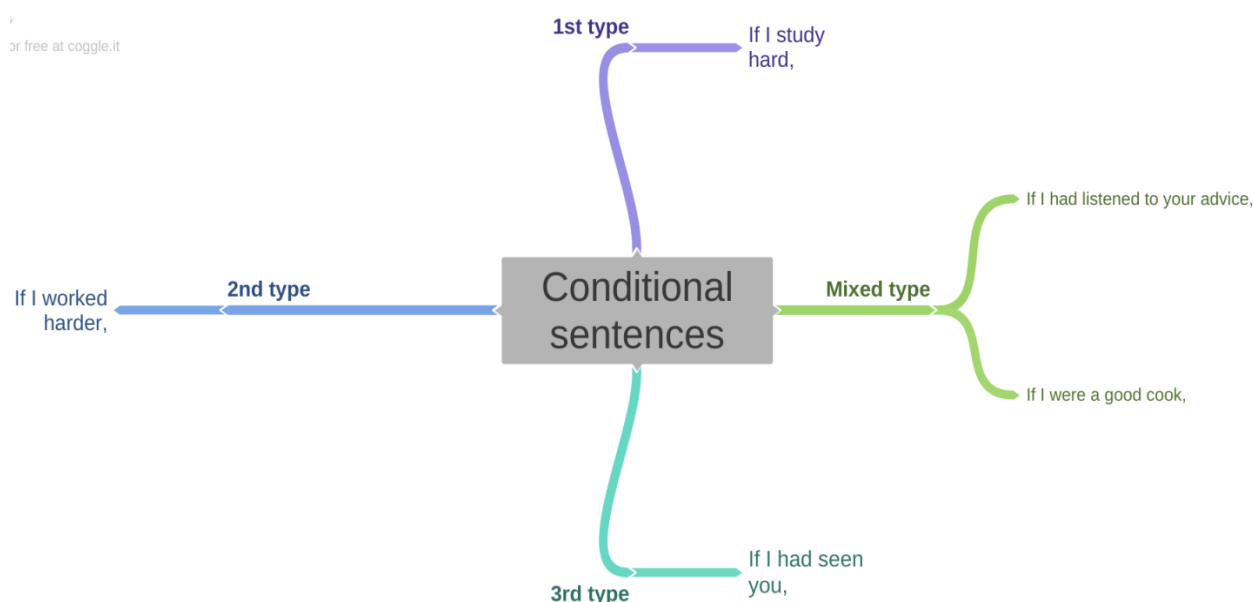 or free at coggle.it
1st type
If I study
hard,
If I had listened to your advice,
Mixed type
If I were a good cook,
Conditional
sentences
2nd type
If I worked
harder,
3rd type
If I had seen
you,